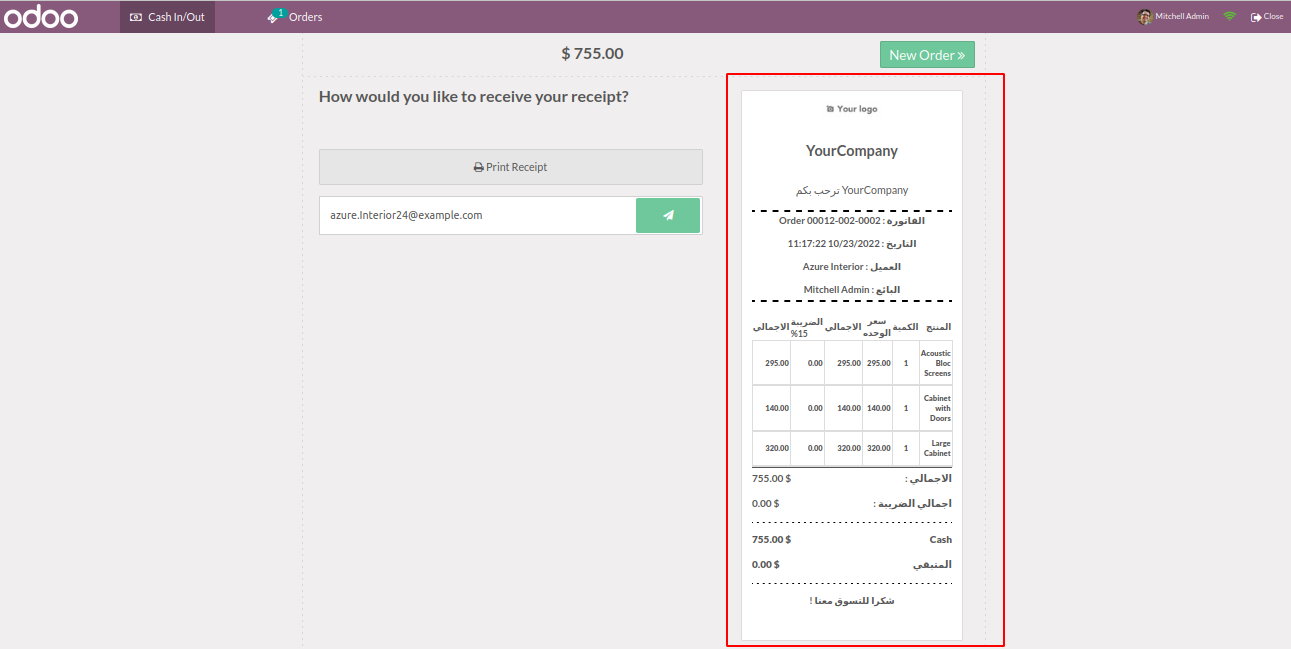 odoo Cash In/Out 1 Orders Mitchell Admin Close
$ 755.00
New Order
How would you like to receive your receipt?
Print Receipt
azure.Interior24@example.com
Your logo
YourCompany
YourCompany ترحب بكم
الفاتورة : Order 00012-002-0002
التاريخ : 10/23/2022 11:17:22
العميل : Azure Interior
البائع : Mitchell Admin
المنتج الكمية سعر الوحده الاجمالي الضريبة 15% الاجمالي
Acoustic Bloc Screens 1 295.00 295.00 0.00 295.00
Cabinet with Doors 1 140.00 140.00 0.00 140.00
Large Cabinet 1 320.00 320.00 0.00 320.00
الاجمالي : 755.00 $
اجمالي الضريبة : 0.00 $
Cash 755.00 $
المتبقي 0.00 $
شكرا للتسوق معنا !